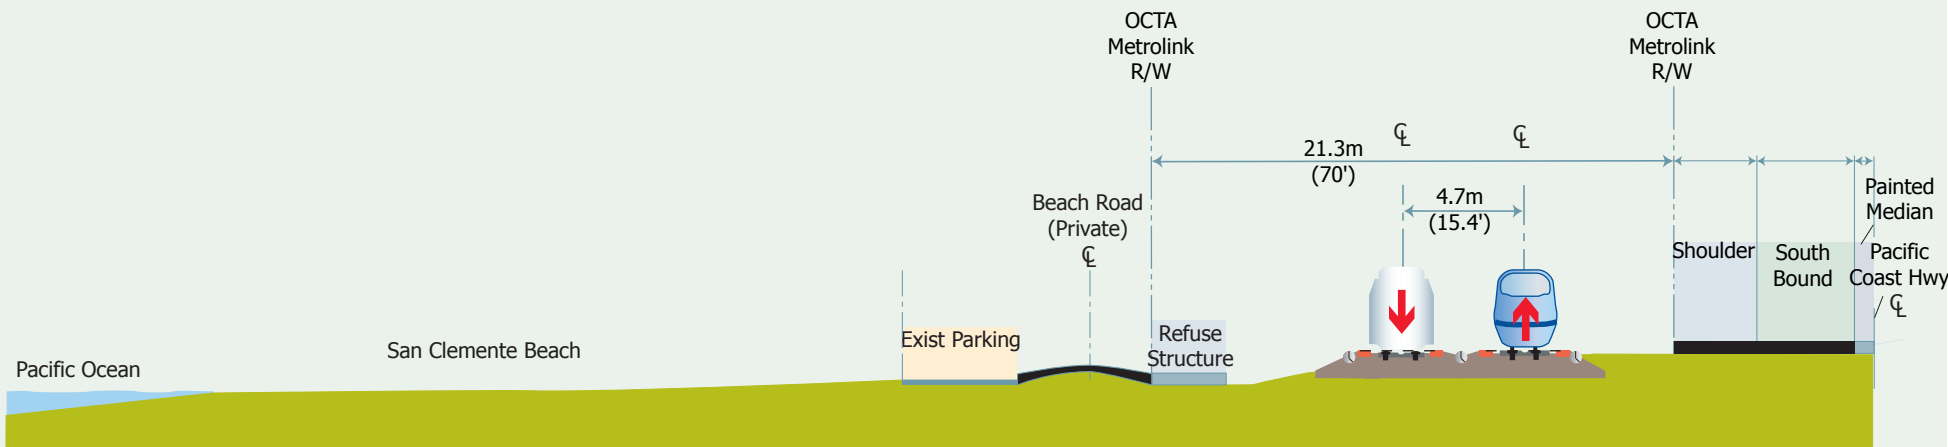 OCTA
Metrolink
R/W
OCTA
Metrolink
R/W
℄
℄
21.3m
(70')
4.7m
(15.4')
Beach Road
(Private)
℄
Painted
Median
Shoulder
South
Bound
Pacific
Coast Hwy
℄
Exist Parking
Refuse
Structure
San Clemente Beach
Pacific Ocean